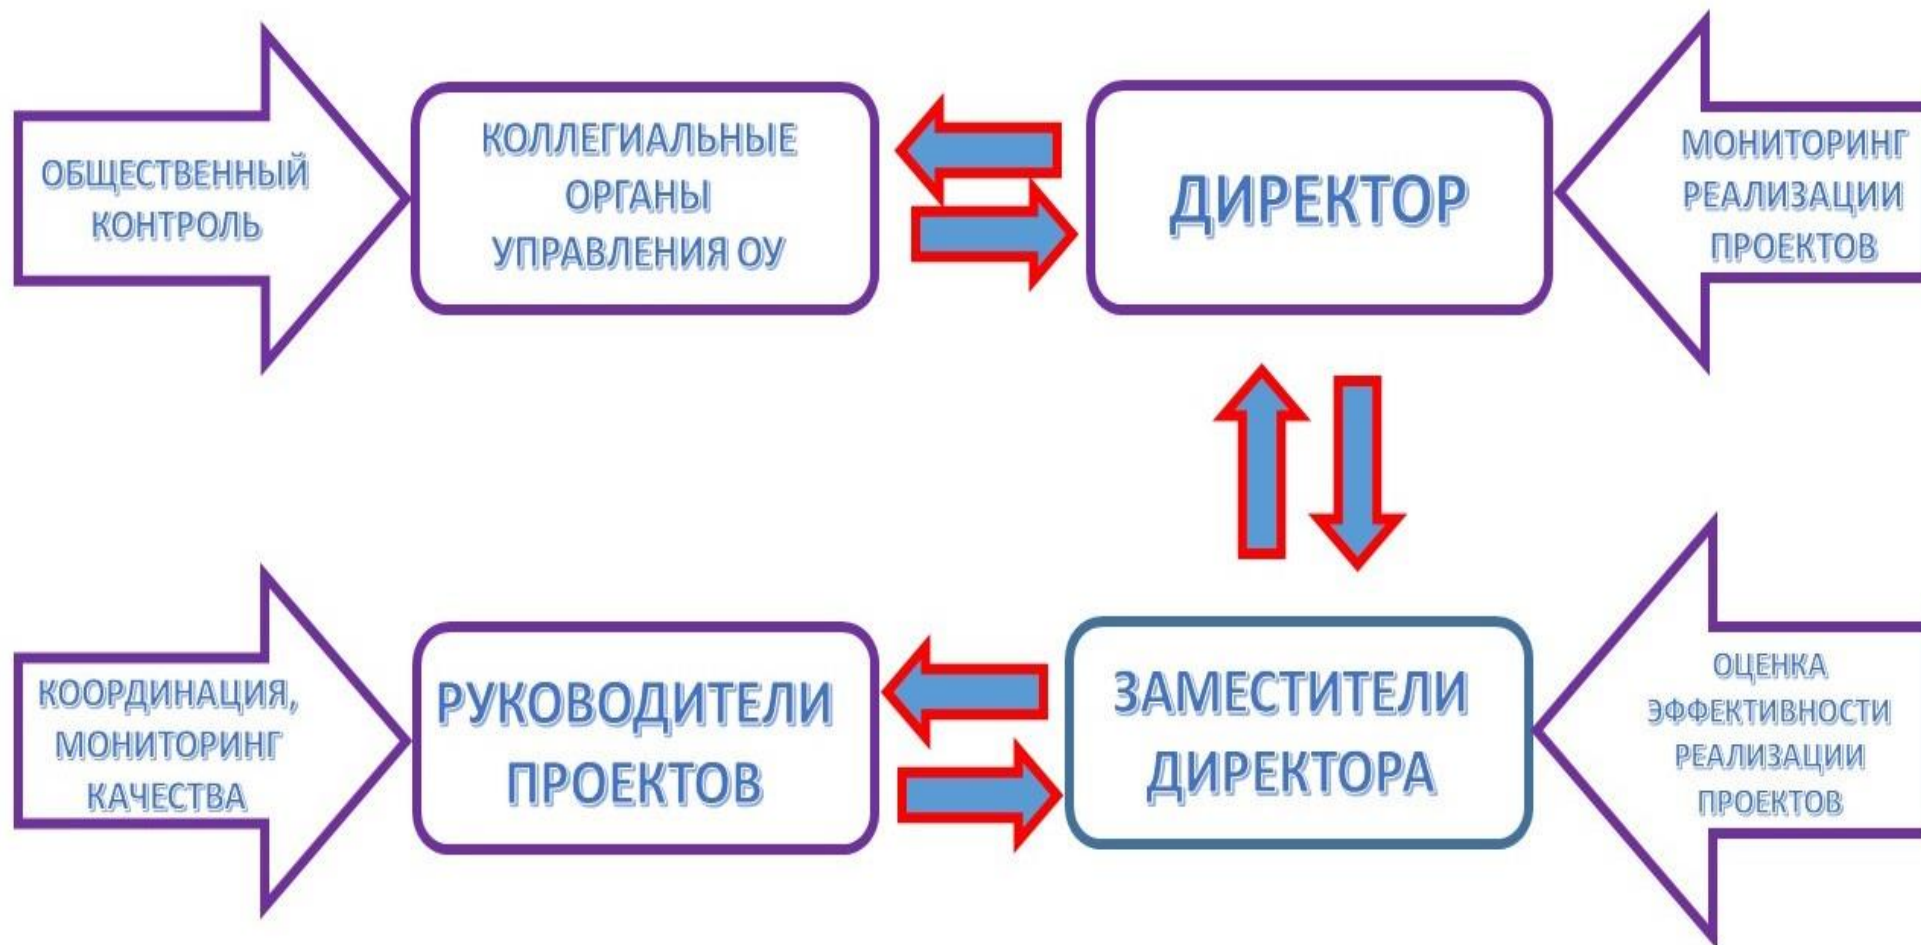 ОБЩЕСТВЕННЫЙ
КОНТРОЛЬ
КОЛЛЕГИАЛЬНЫЕ
ОРГАНЫ
УПРАВЛЕНИЯ ОУ
ДИРЕКТОР
МОНИТОРИНГ
РЕАЛИЗАЦИИ
ПРОЕКТОВ
КООРДИНАЦИЯ,
МОНИТОРИНГ
КАЧЕСТВА
РУКОВОДИТЕЛИ
ПРОЕКТОВ
ЗАМЕСТИТЕЛИ
ДИРЕКТОРА
ОЦЕНКА
ЭФФЕКТИВНОСТИ
РЕАЛИЗАЦИИ
ПРОЕКТОВ